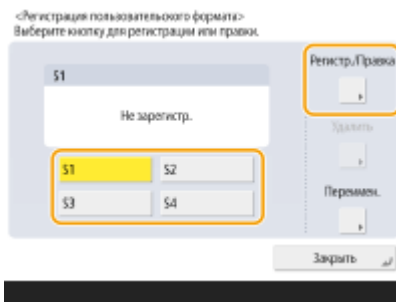 <Регистрация пользовательского формата>
Выберите кнопку для регистрации или правки.
S1
Не зарегистр.
S1
S2
S3
S4
Регистр./Правка
Удалить
Переимен.
Закрыть